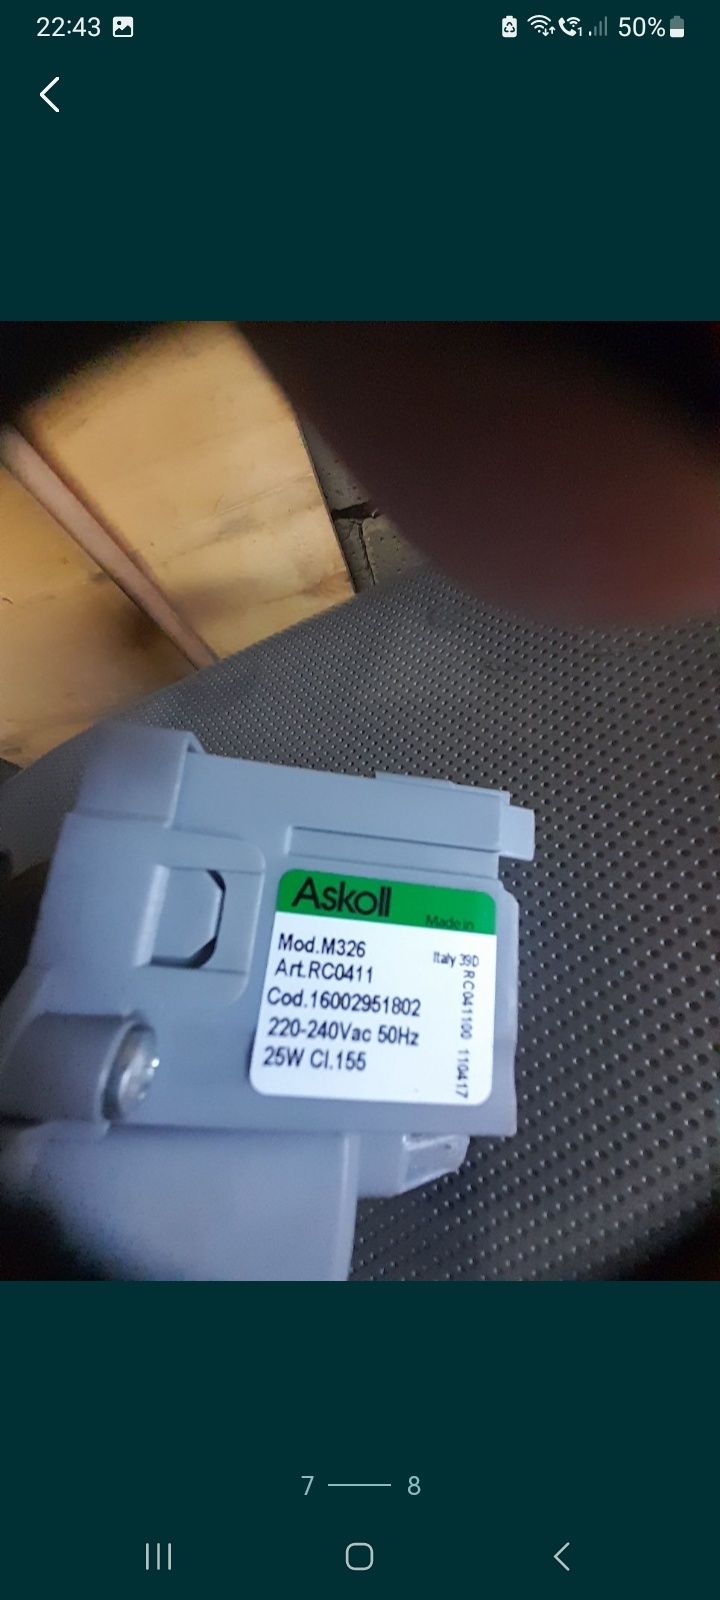 22:43
50%
Askoll
Made in
Italy 39D
Mod.M326
Art.RC0411
Cod.16002951802
220-240Vac 50Hz
25W Cl.155
RC041100 110417
7
8